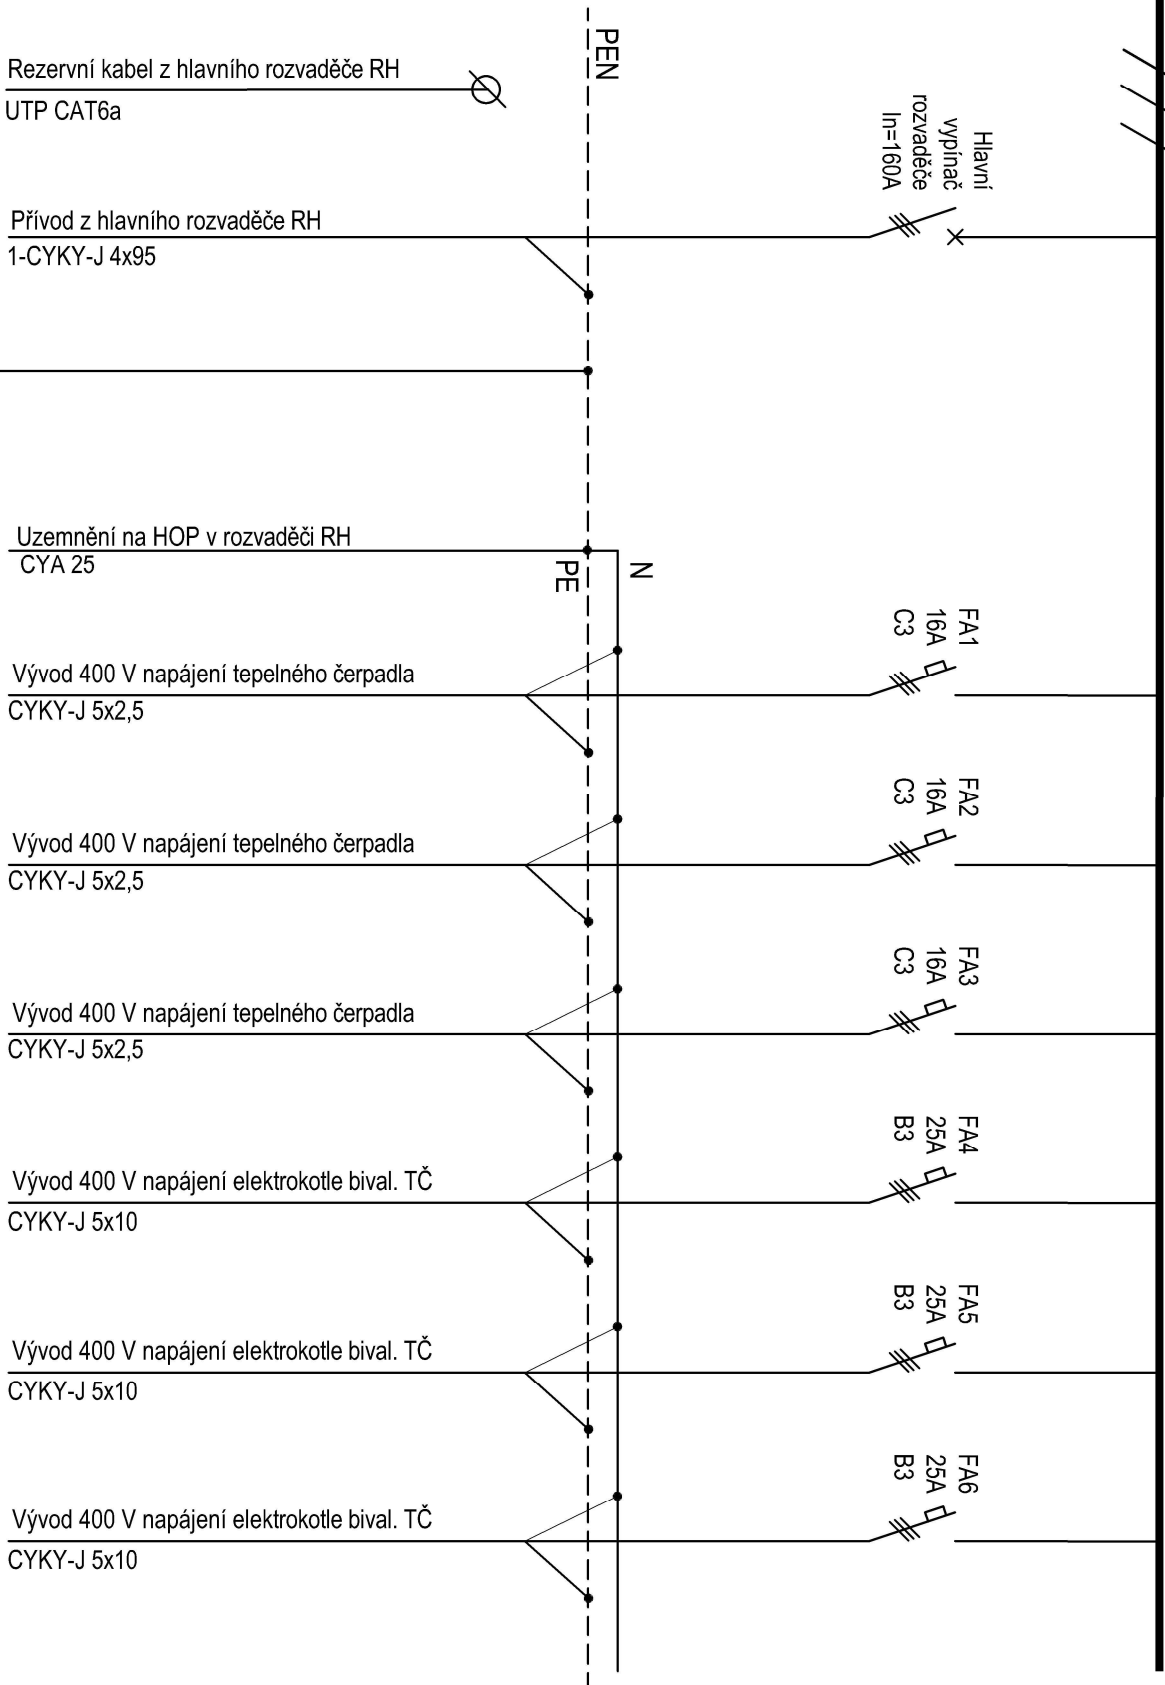 PEN
Rezervní kabel z hlavního rozvaděče RH
UTP CAT6a
Hlavní
vypínač
rozvaděče
In=160A
Přívod z hlavního rozvaděče RH
1-CYKY-J 4x95
Uzemnění na HOP v rozvaděči RH
CYA 25
PE
N
FA1
16A
C3
Vývod 400 V napájení tepelného čerpadla
CYKY-J 5x2,5
FA2
16A
C3
Vývod 400 V napájení tepelného čerpadla
CYKY-J 5x2,5
FA3
16A
C3
Vývod 400 V napájení tepelného čerpadla
CYKY-J 5x2,5
FA4
25A
B3
Vývod 400 V napájení elektrokotle bival. TČ
CYKY-J 5x10
FA5
25A
B3
Vývod 400 V napájení elektrokotle bival. TČ
CYKY-J 5x10
FA6
25A
B3
Vývod 400 V napájení elektrokotle bival. TČ
CYKY-J 5x10